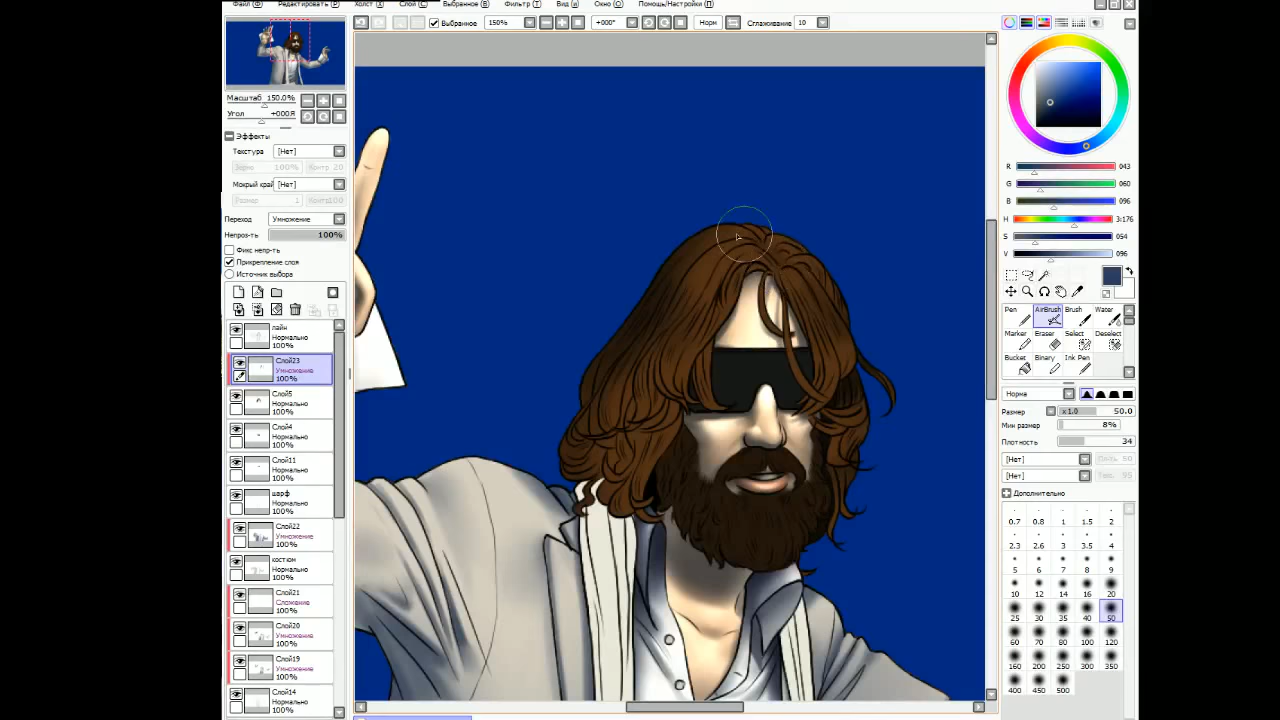 Файл (F) Редактировать (E) Холст (X) Слой (C) Выбранное (B) Фильтр (T) Вид (и) Окно (O) Помощь/Настройки (П)
Выбранное 150% +000° Норм Сглаживание 10
Масштаб 150.0%
Угол +000Я
Эффекты
Текстура [Нет]
100% Контр 20
Мокрый край [Нет]
Размер 1 Контр100
Переход Умножение
Непроз-ть 100%
Фикс непр-ть
Прикрепление слоя
Источник выбора
лайн
Нормально
100%
Слой23
Умножение
100%
Слой5
Нормально
100%
Слой4
Нормально
100%
Слой11
Нормально
100%
шарф
Нормально
100%
Слой22
Умножение
100%
костюм
Нормально
100%
Слой21
Сложение
100%
Слой20
Умножение
100%
Слой19
Умножение
100%
Слой14
Нормально
100%
R 043
G 060
B 096
H 3:176
S 054
V 096
Pen AirBrush Brush Water
Marker Eraser Select Deselect
Bucket Binary Ink Pen
Норма
Размер x 1.0 50.0
Мин размер 8%
Плотность 34
[Нет]
[Нет]
Дополнительно
0.7 0.8 1 1.5 2
2.3 2.6 3 3.5 4
5 6 7 8 9
10 12 14 16 20
25 30 35 40 50
60 70 80 100 120
160 200 250 300 350
400 450 500